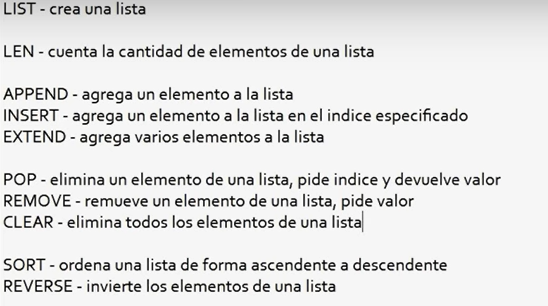 LIST - crea una lista
LEN - cuenta la cantidad de elementos de una lista
APPEND - agrega un elemento a la lista
INSERT - agrega un elemento a la lista en el indice especificado
EXTEND - agrega varios elementos a la lista
POP - elimina un elemento de una lista, pide indice y devuelve valor
REMOVE - remueve un elemento de una lista, pide valor
CLEAR - elimina todos los elementos de una lista
SORT - ordena una lista de forma ascendente a descendente
REVERSE - invierte los elementos de una lista